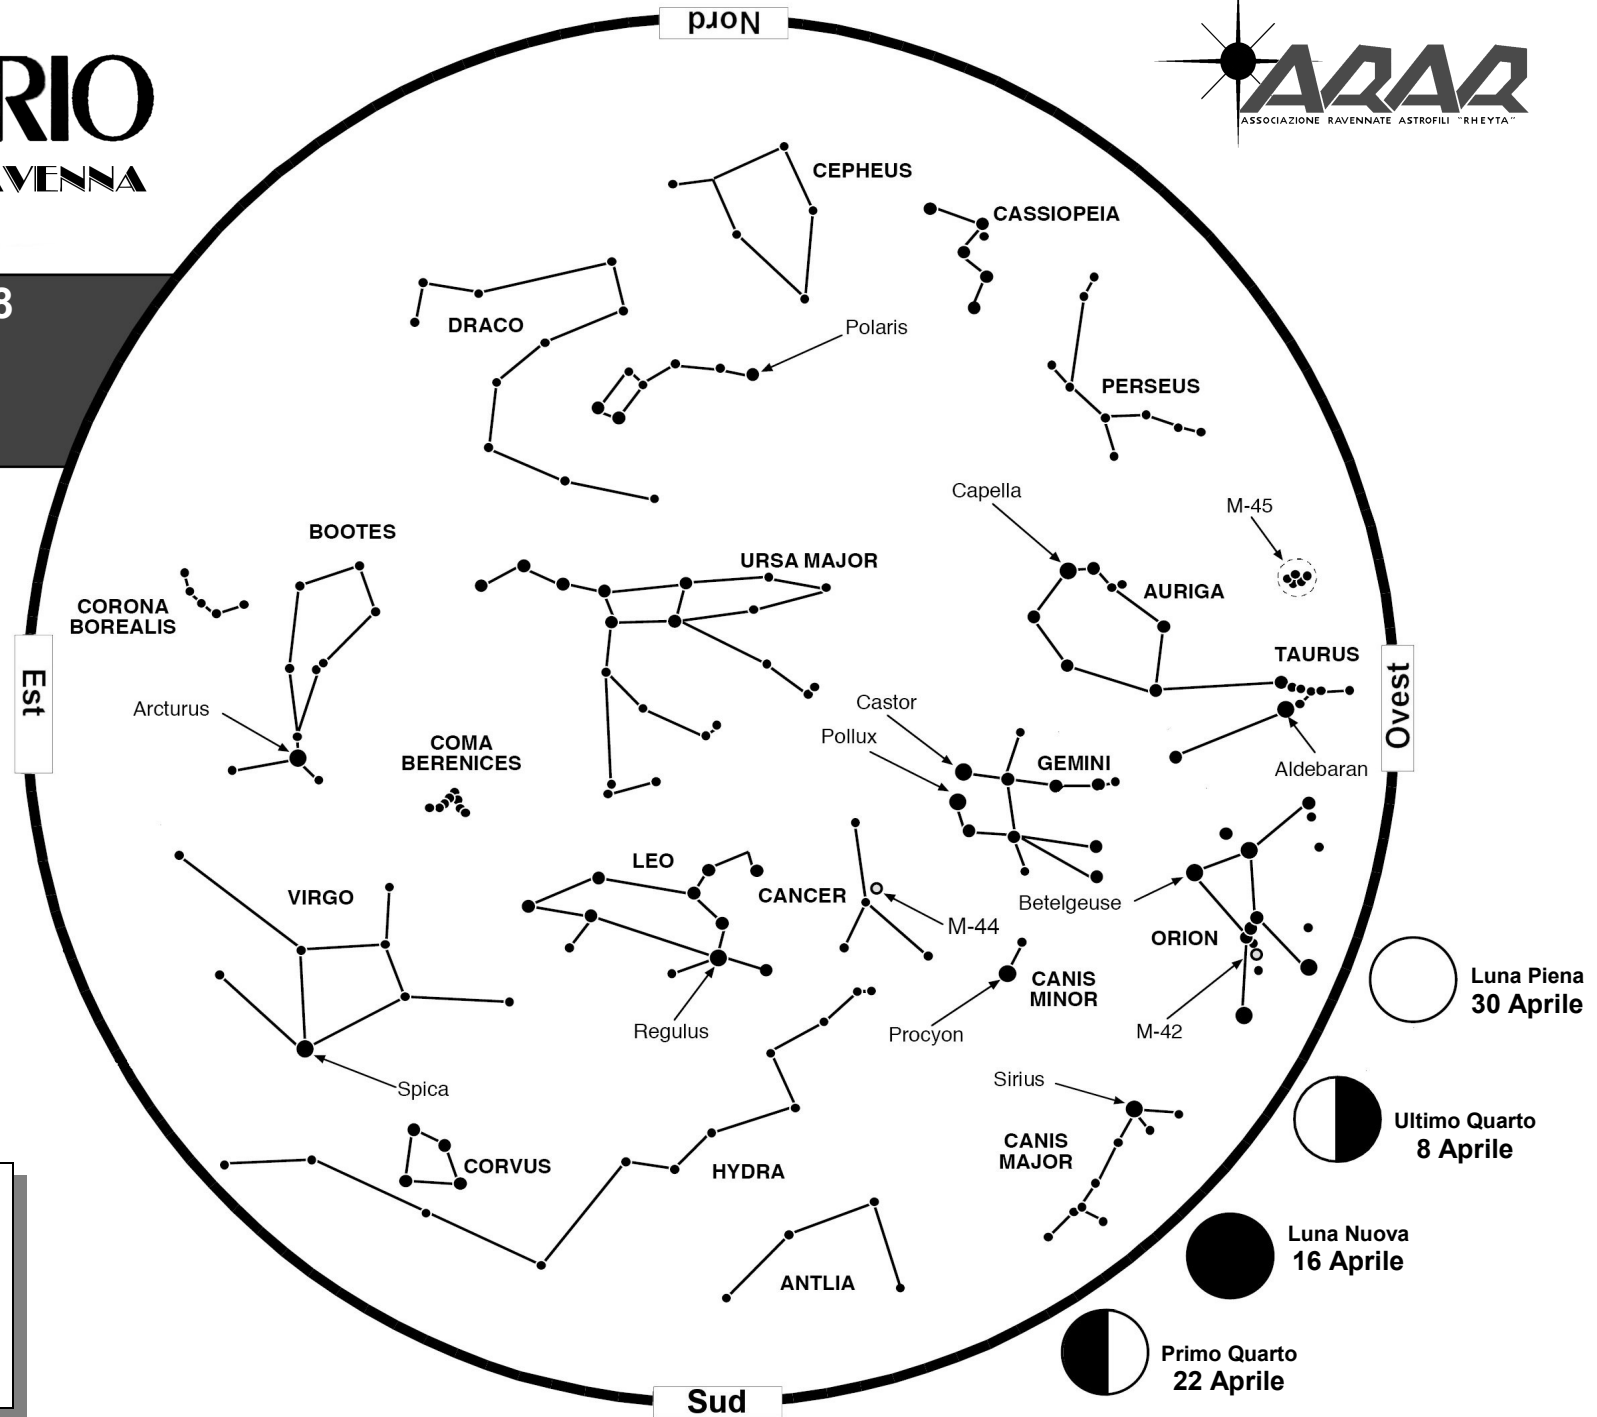 Nord
RIO
AVENNA
ARAR
ASSOCIAZIONE RAVENNATE ASTROFILI "RHEYTA"
CEPHEUS
CASSIOPEIA
8
DRACO
Polaris
PERSEUS
Capella
M-45
BOOTES
URSA MAJOR
AURIGA
CORONA
BOREALIS
TAURUS
Est
Ovest
Arcturus
Castor
Pollux
COMA
BERENICES
GEMINI
Aldebaran
LEO
VIRGO
CANCER
Betelgeuse
M-44
ORION
CANIS
MINOR
Luna Piena
30 Aprile
Regulus
Procyon
M-42
Spica
Sirius
Ultimo Quarto
8 Aprile
CANIS
MAJOR
CORVUS
HYDRA
Luna Nuova
16 Aprile
ANTLIA
Primo Quarto
22 Aprile
Sud